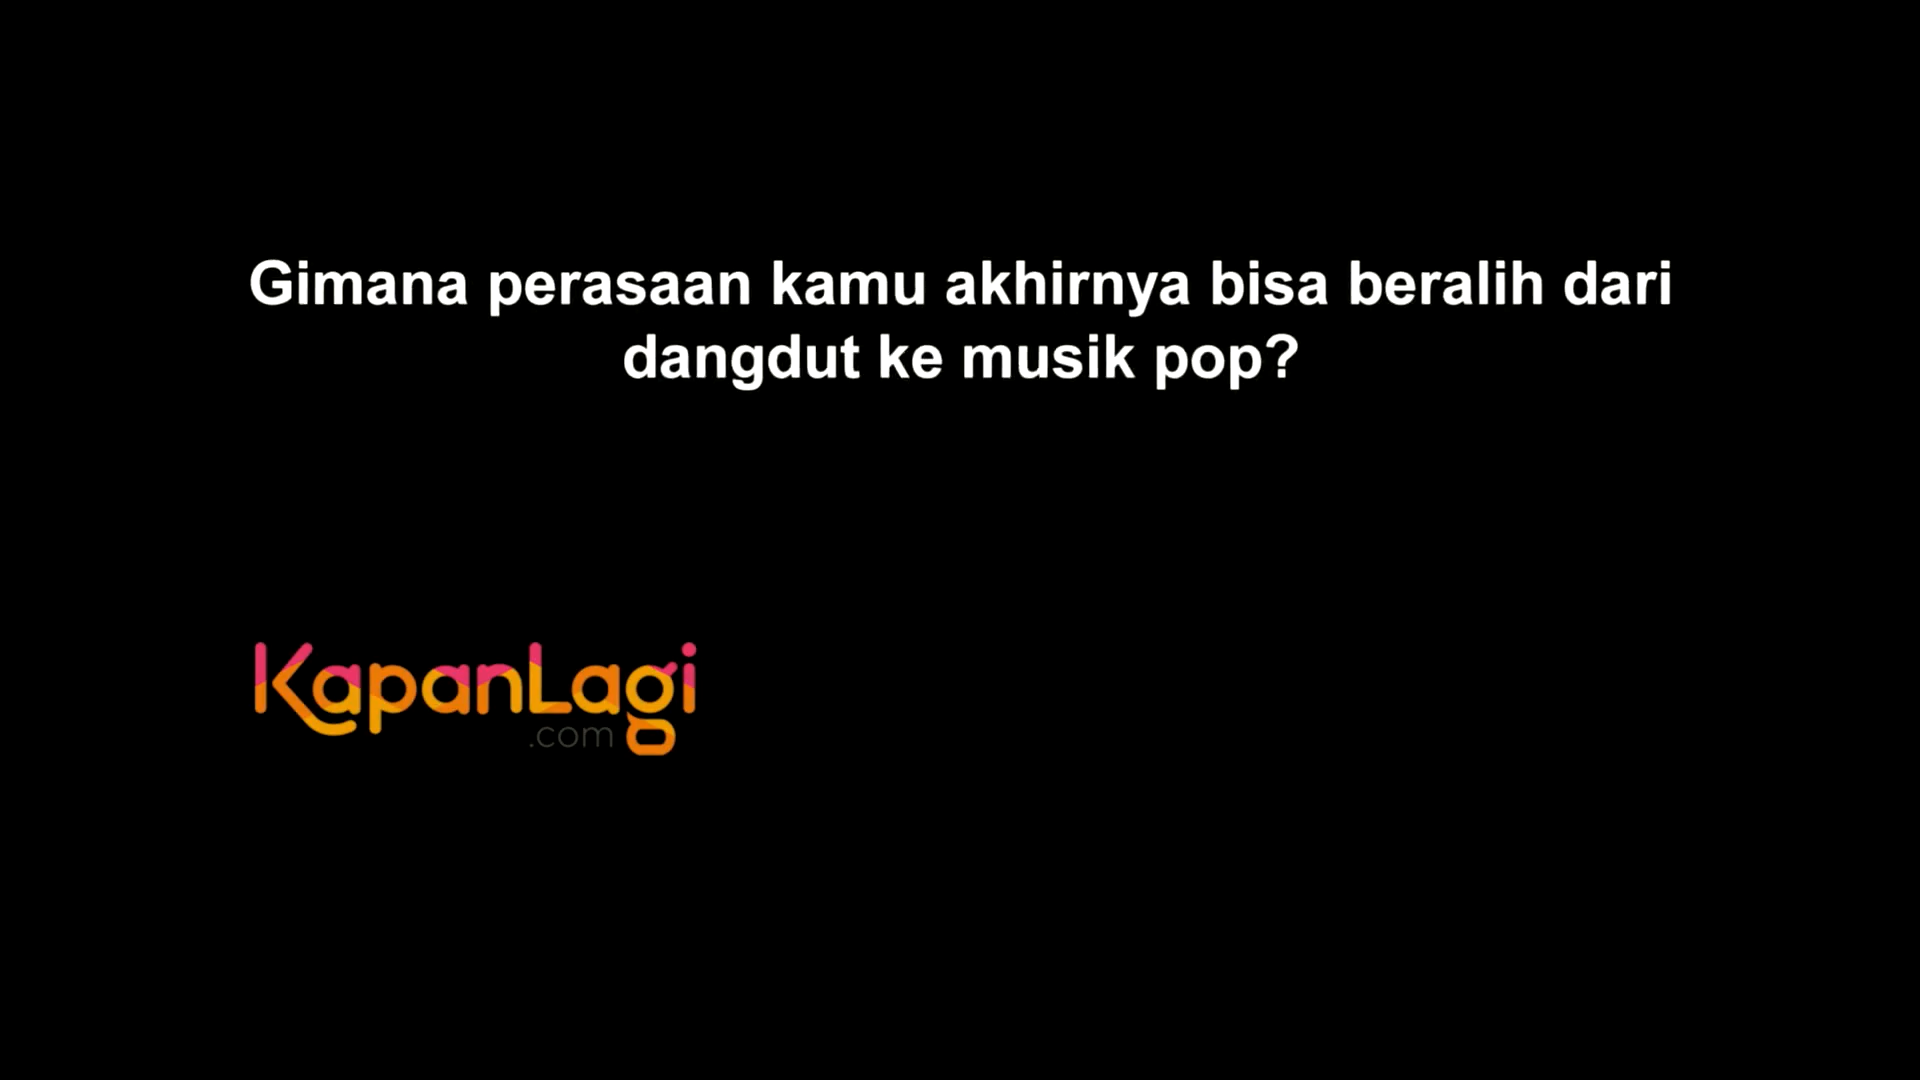 Gimana perasaan kamu akhirnya bisa beralih dari
dangdut ke musik pop?
KapanLagi
.com